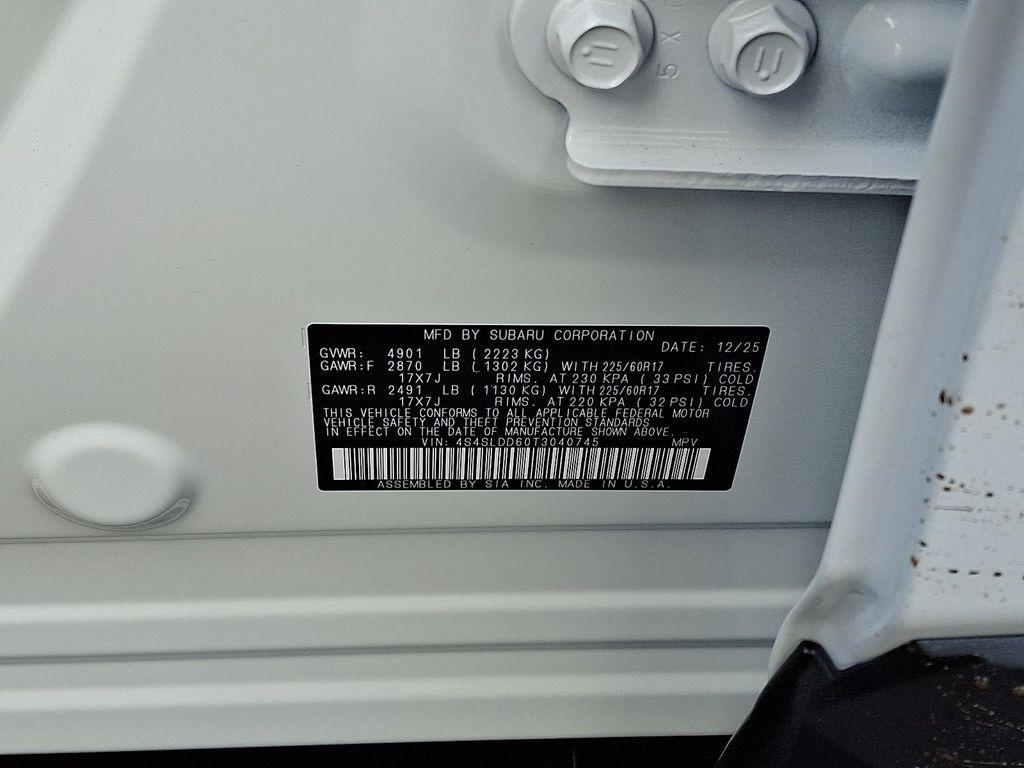 5 X
MFD BY SUBARU CORPORATION
DATE: 12/25
GVWR: 4901 LB ( 2223 KG)
GAWR:F 2870 LB ( 1302 KG) WITH 225/60R17 TIRES.
17X7J RIMS. AT 230 KPA ( 33 PSI) COLD
GAWR:R 2491 LB ( 1130 KG) WITH 225/60R17 TIRES.
17X7J RIMS. AT 220 KPA ( 32 PSI) COLD
THIS VEHICLE CONFORMS TO ALL APPLICABLE FEDERAL MOTOR
VEHICLE SAFETY AND THEFT PREVENTION STANDARDS
IN EFFECT ON THE DATE OF MANUFACTURE SHOWN ABOVE.
VIN: 4S4SLDD60T3040745 MPV
ASSEMBLED BY SIA INC. MADE IN U.S.A.